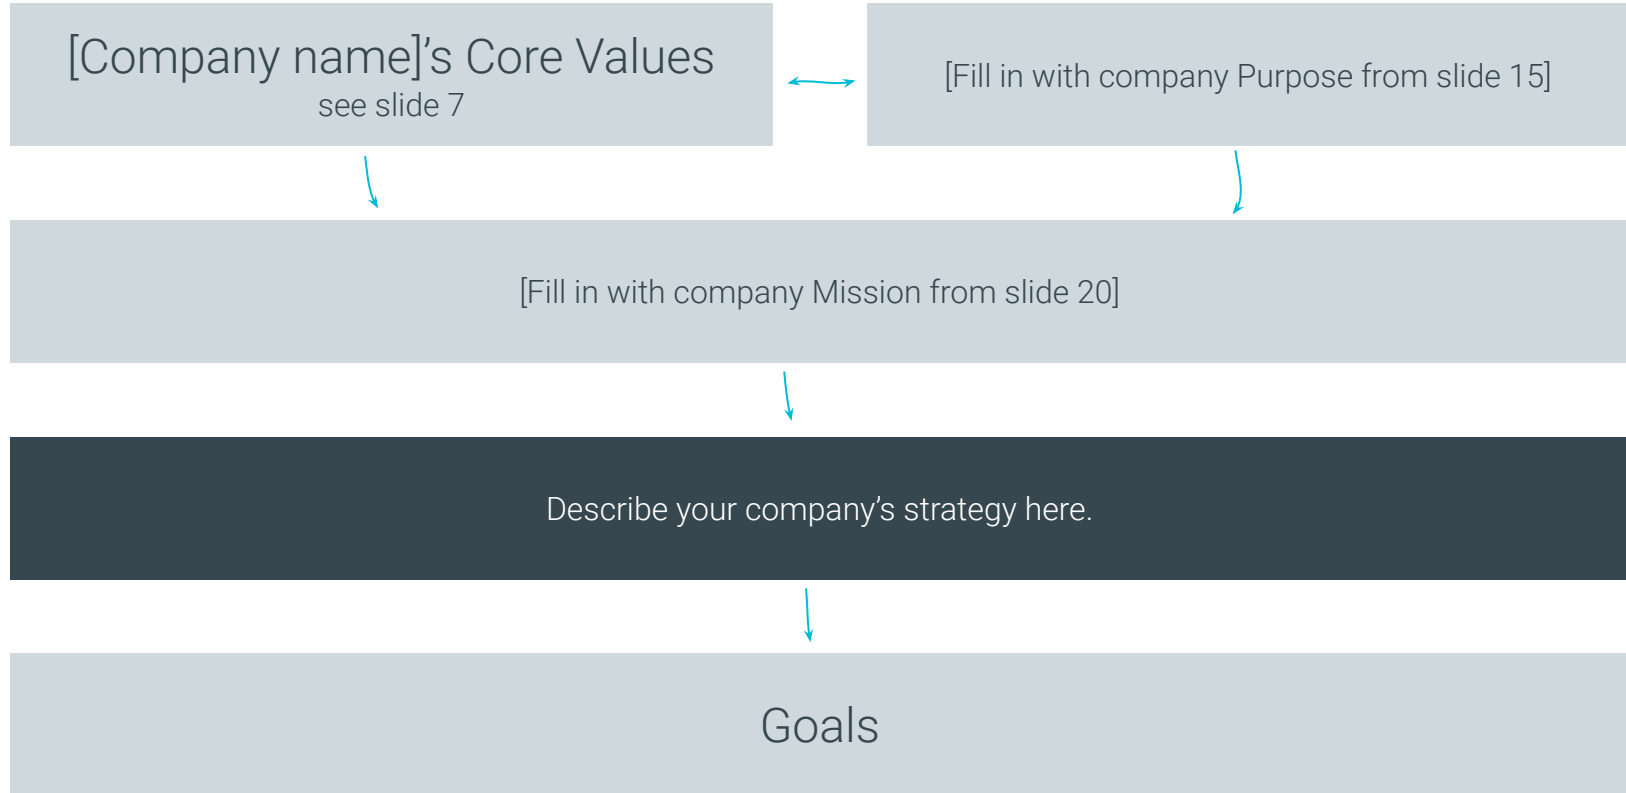 [Company name]’s Core Values
see slide 7
[Fill in with company Purpose from slide 15]
[Fill in with company Mission from slide 20]
Describe your company’s strategy here.
Goals